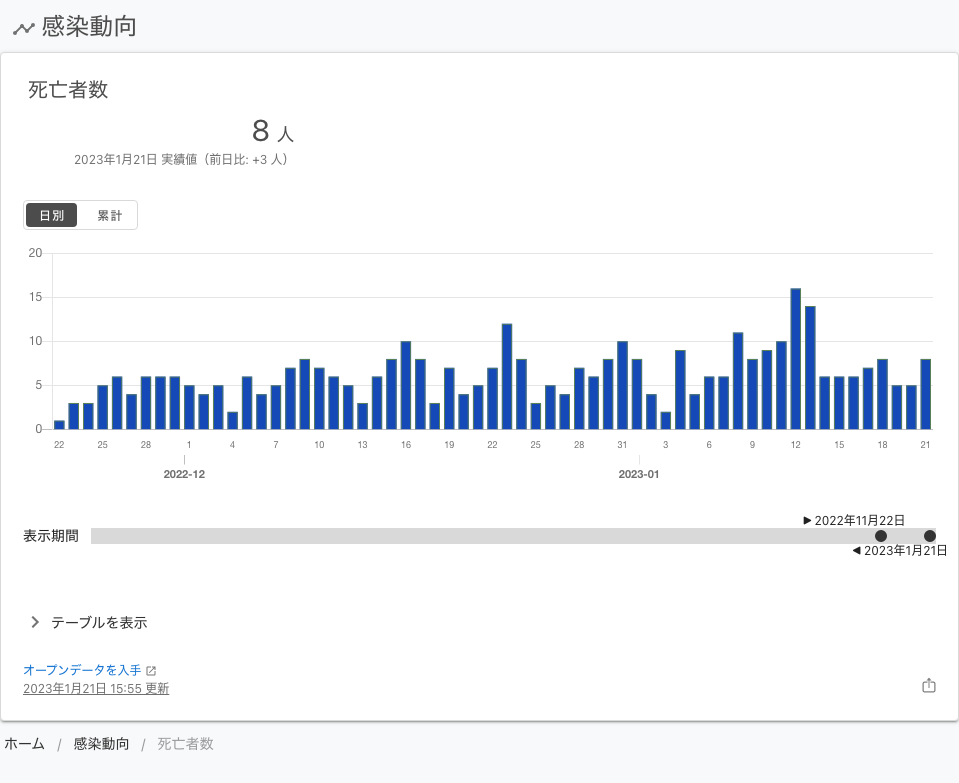 感染動向
死亡者数
8 人
2023年1月21日 実績値（前日比: +3 人）
日別 累計
20
15
10
5
0
22 25 28 1 4 7 10 13 16 19 22 25 28 31 3 6 9 12 15 18 21
2022-12 2023-01
2022年11月22日
表示期間
2023年1月21日
テーブルを表示
オープンデータを入手
2023年1月21日 15:55 更新
ホーム / 感染動向 / 死亡者数